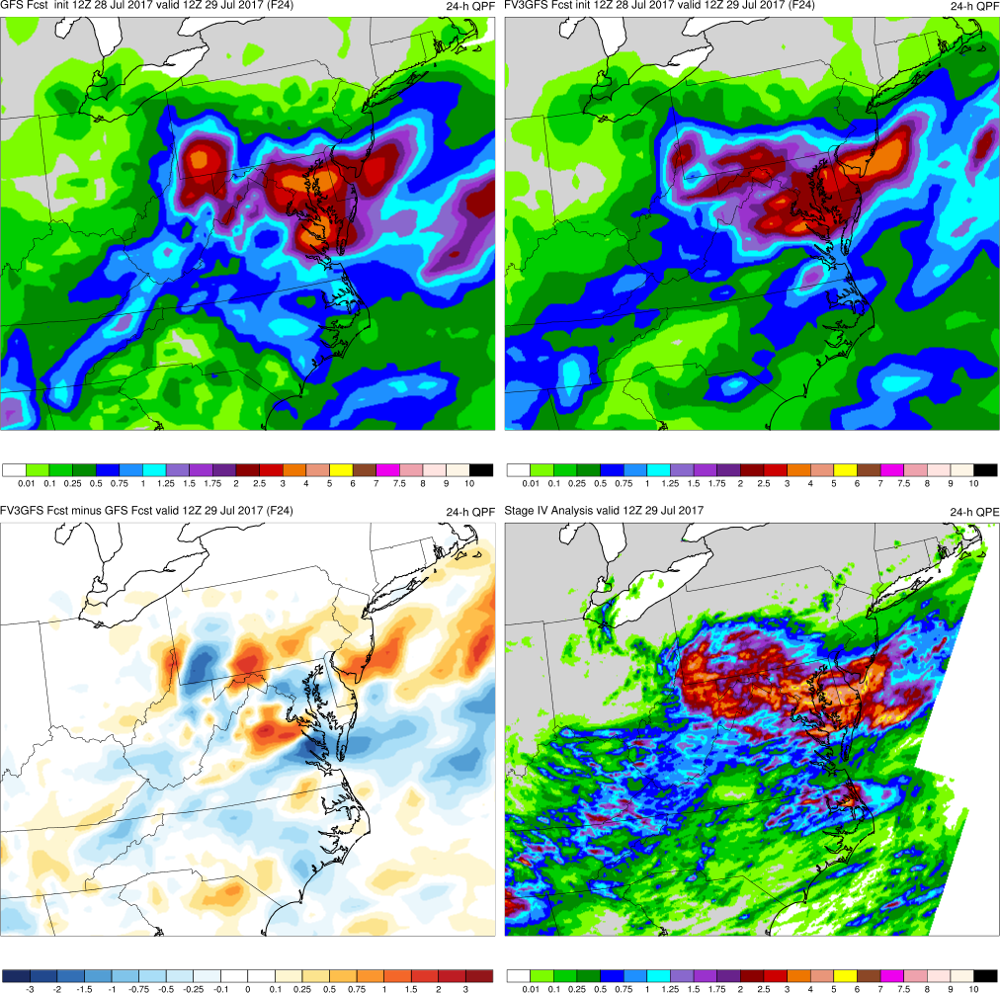 GFS Fcst init 12Z 28 Jul 2017 valid 12Z 29 Jul 2017 (F24) 24-h QPF
0.01 0.1 0.25 0.5 0.75 1 1.25 1.5 1.75 2 2.5 3 4 5 6 7 7.5 8 9 10
FV3GFS Fcst init 12Z 28 Jul 2017 valid 12Z 29 Jul 2017 (F24) 24-h QPF
0.01 0.1 0.25 0.5 0.75 1 1.25 1.5 1.75 2 2.5 3 4 5 6 7 7.5 8 9 10
FV3GFS Fcst minus GFS Fcst valid 12Z 29 Jul 2017 (F24) 24-h QPF
-3 -2 -1.5 -1 -0.75 -0.5 -0.25 -0.1 0 0.1 0.25 0.5 0.75 1 1.5 2 3
Stage IV Analysis valid 12Z 29 Jul 2017 24-h QPE
0.01 0.1 0.25 0.5 0.75 1 1.25 1.5 1.75 2 2.5 3 4 5 6 7 7.5 8 9 10